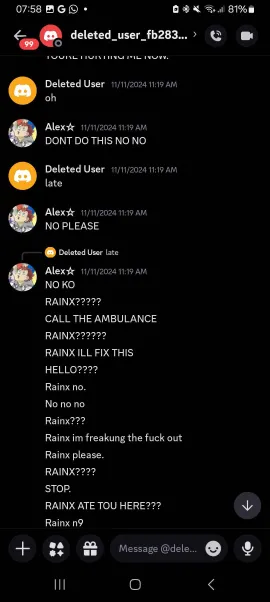 07:58
81%
99
deleted_user_fb283...
YOURE HURTING ME NOW.
Deleted User 11/11/2024 11:19 AM
oh
Alex☆ 11/11/2024 11:19 AM
DONT DO THIS NO NO
Deleted User 11/11/2024 11:19 AM
late
Alex☆ 11/11/2024 11:19 AM
NO PLEASE
Deleted User late
Alex☆ 11/11/2024 11:19 AM
NO KO
RAINX?????
CALL THE AMBULANCE
RAINX??????
RAINX ILL FIX THIS
HELLO????
Rainx no.
No no no
Rainx???
Rainx im freakung the fuck out
Rainx please.
RAINX????
STOP.
RAINX ATE TOU HERE???
Rainx n9
Message @dele...